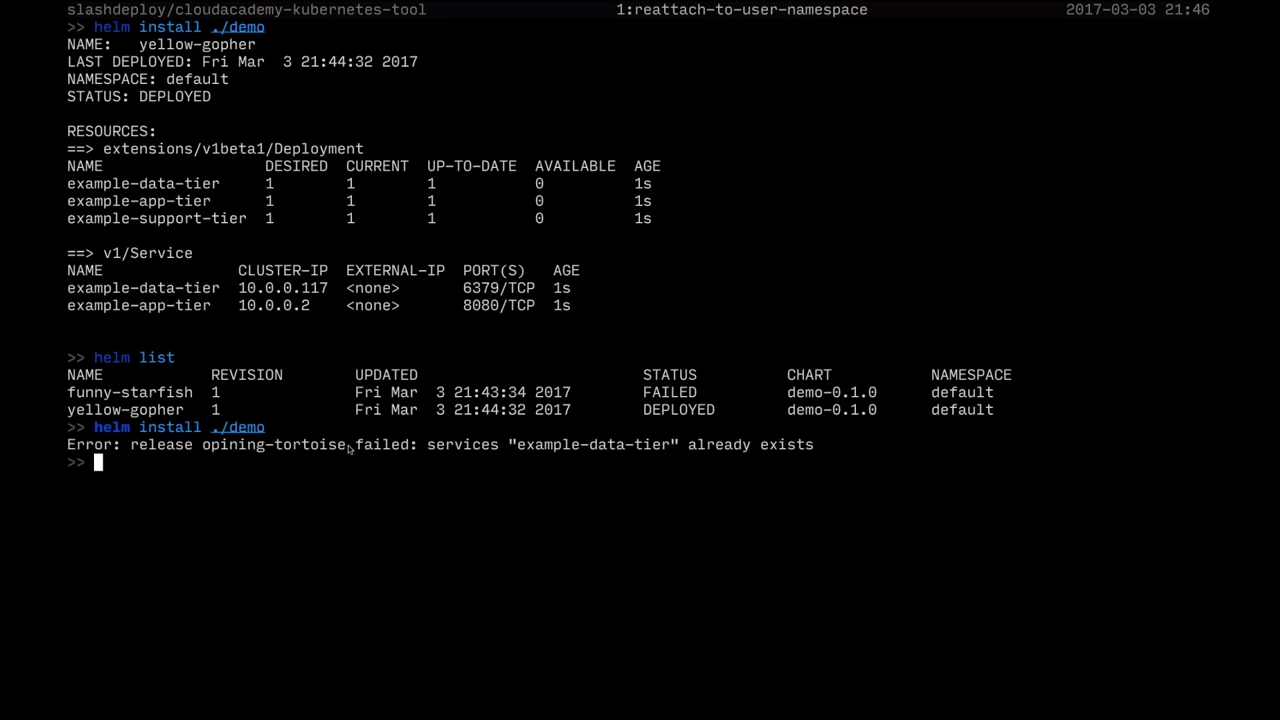 slashdeploy/cloudacademy-kubernetes-tool 1:reattach-to-user-namespace 2017-03-03 21:46
>> helm install ./demo
NAME:   yellow-gopher
LAST DEPLOYED: Fri Mar  3 21:44:32 2017
NAMESPACE: default
STATUS: DEPLOYED
RESOURCES:
==> extensions/v1beta1/Deployment
NAME                DESIRED  CURRENT  UP-TO-DATE  AVAILABLE  AGE
example-data-tier     1        1        1           0          1s
example-app-tier      1        1        1           0          1s
example-support-tier  1        1        1           0          1s
==> v1/Service
NAME               CLUSTER-IP  EXTERNAL-IP  PORT(S)   AGE
example-data-tier  10.0.0.117  <none>       6379/TCP  1s
example-app-tier   10.0.0.2    <none>       8080/TCP  1s
>> helm list
NAME            REVISION        UPDATED                         STATUS          CHART           NAMESPACE
funny-starfish  1               Fri Mar  3 21:43:34 2017        FAILED          demo-0.1.0      default
yellow-gopher   1               Fri Mar  3 21:44:32 2017        DEPLOYED        demo-0.1.0      default
>> helm install ./demo
Error: release opining-tortoise failed: services "example-data-tier" already exists
>>